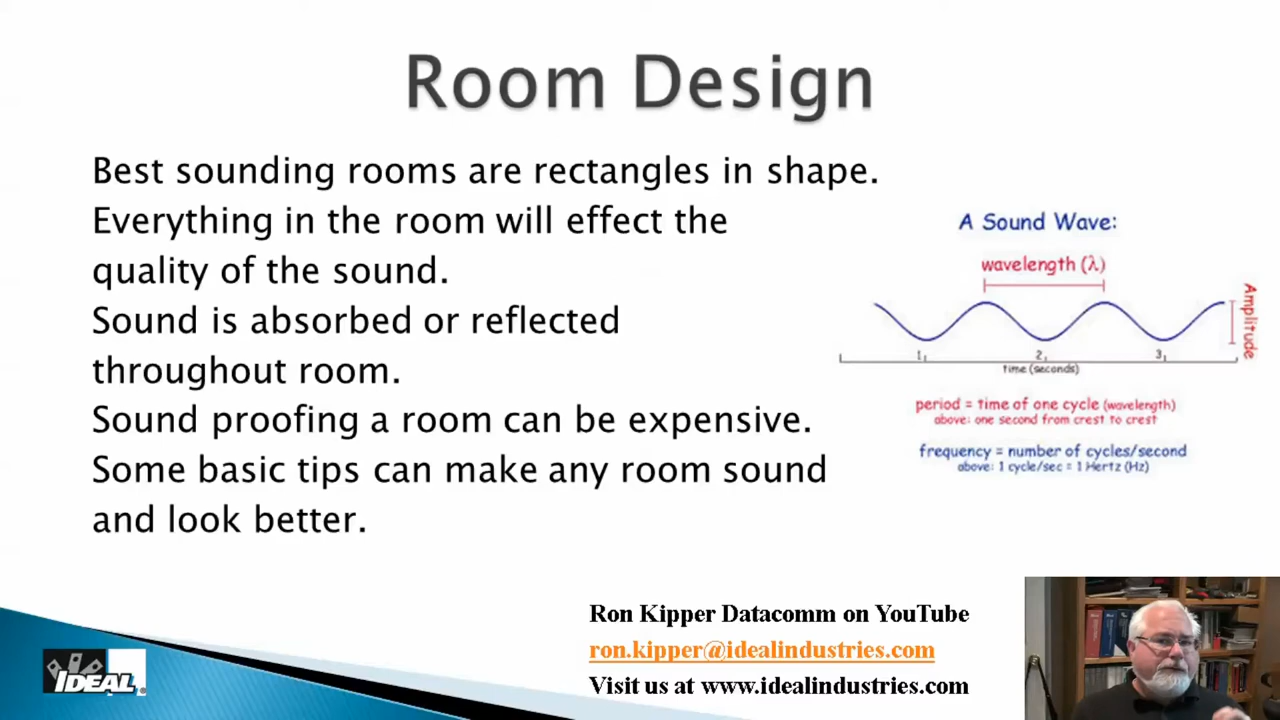 Room Design
Best sounding rooms are rectangles in shape.
Everything in the room will effect the
quality of the sound.
Sound is absorbed or reflected
throughout room.
Sound proofing a room can be expensive.
Some basic tips can make any room sound
and look better.
A Sound Wave:
wavelength (λ)
Amplitude
1 2 3
time (seconds)
period = time of one cycle (wavelength)
above: one second from crest to crest
frequency = number of cycles/second
above: 1 cycle/sec = 1 Hertz (Hz)
Ron Kipper Datacomm on YouTube
ron.kipper@idealindustries.com
Visit us at www.idealindustries.com
IDEAL